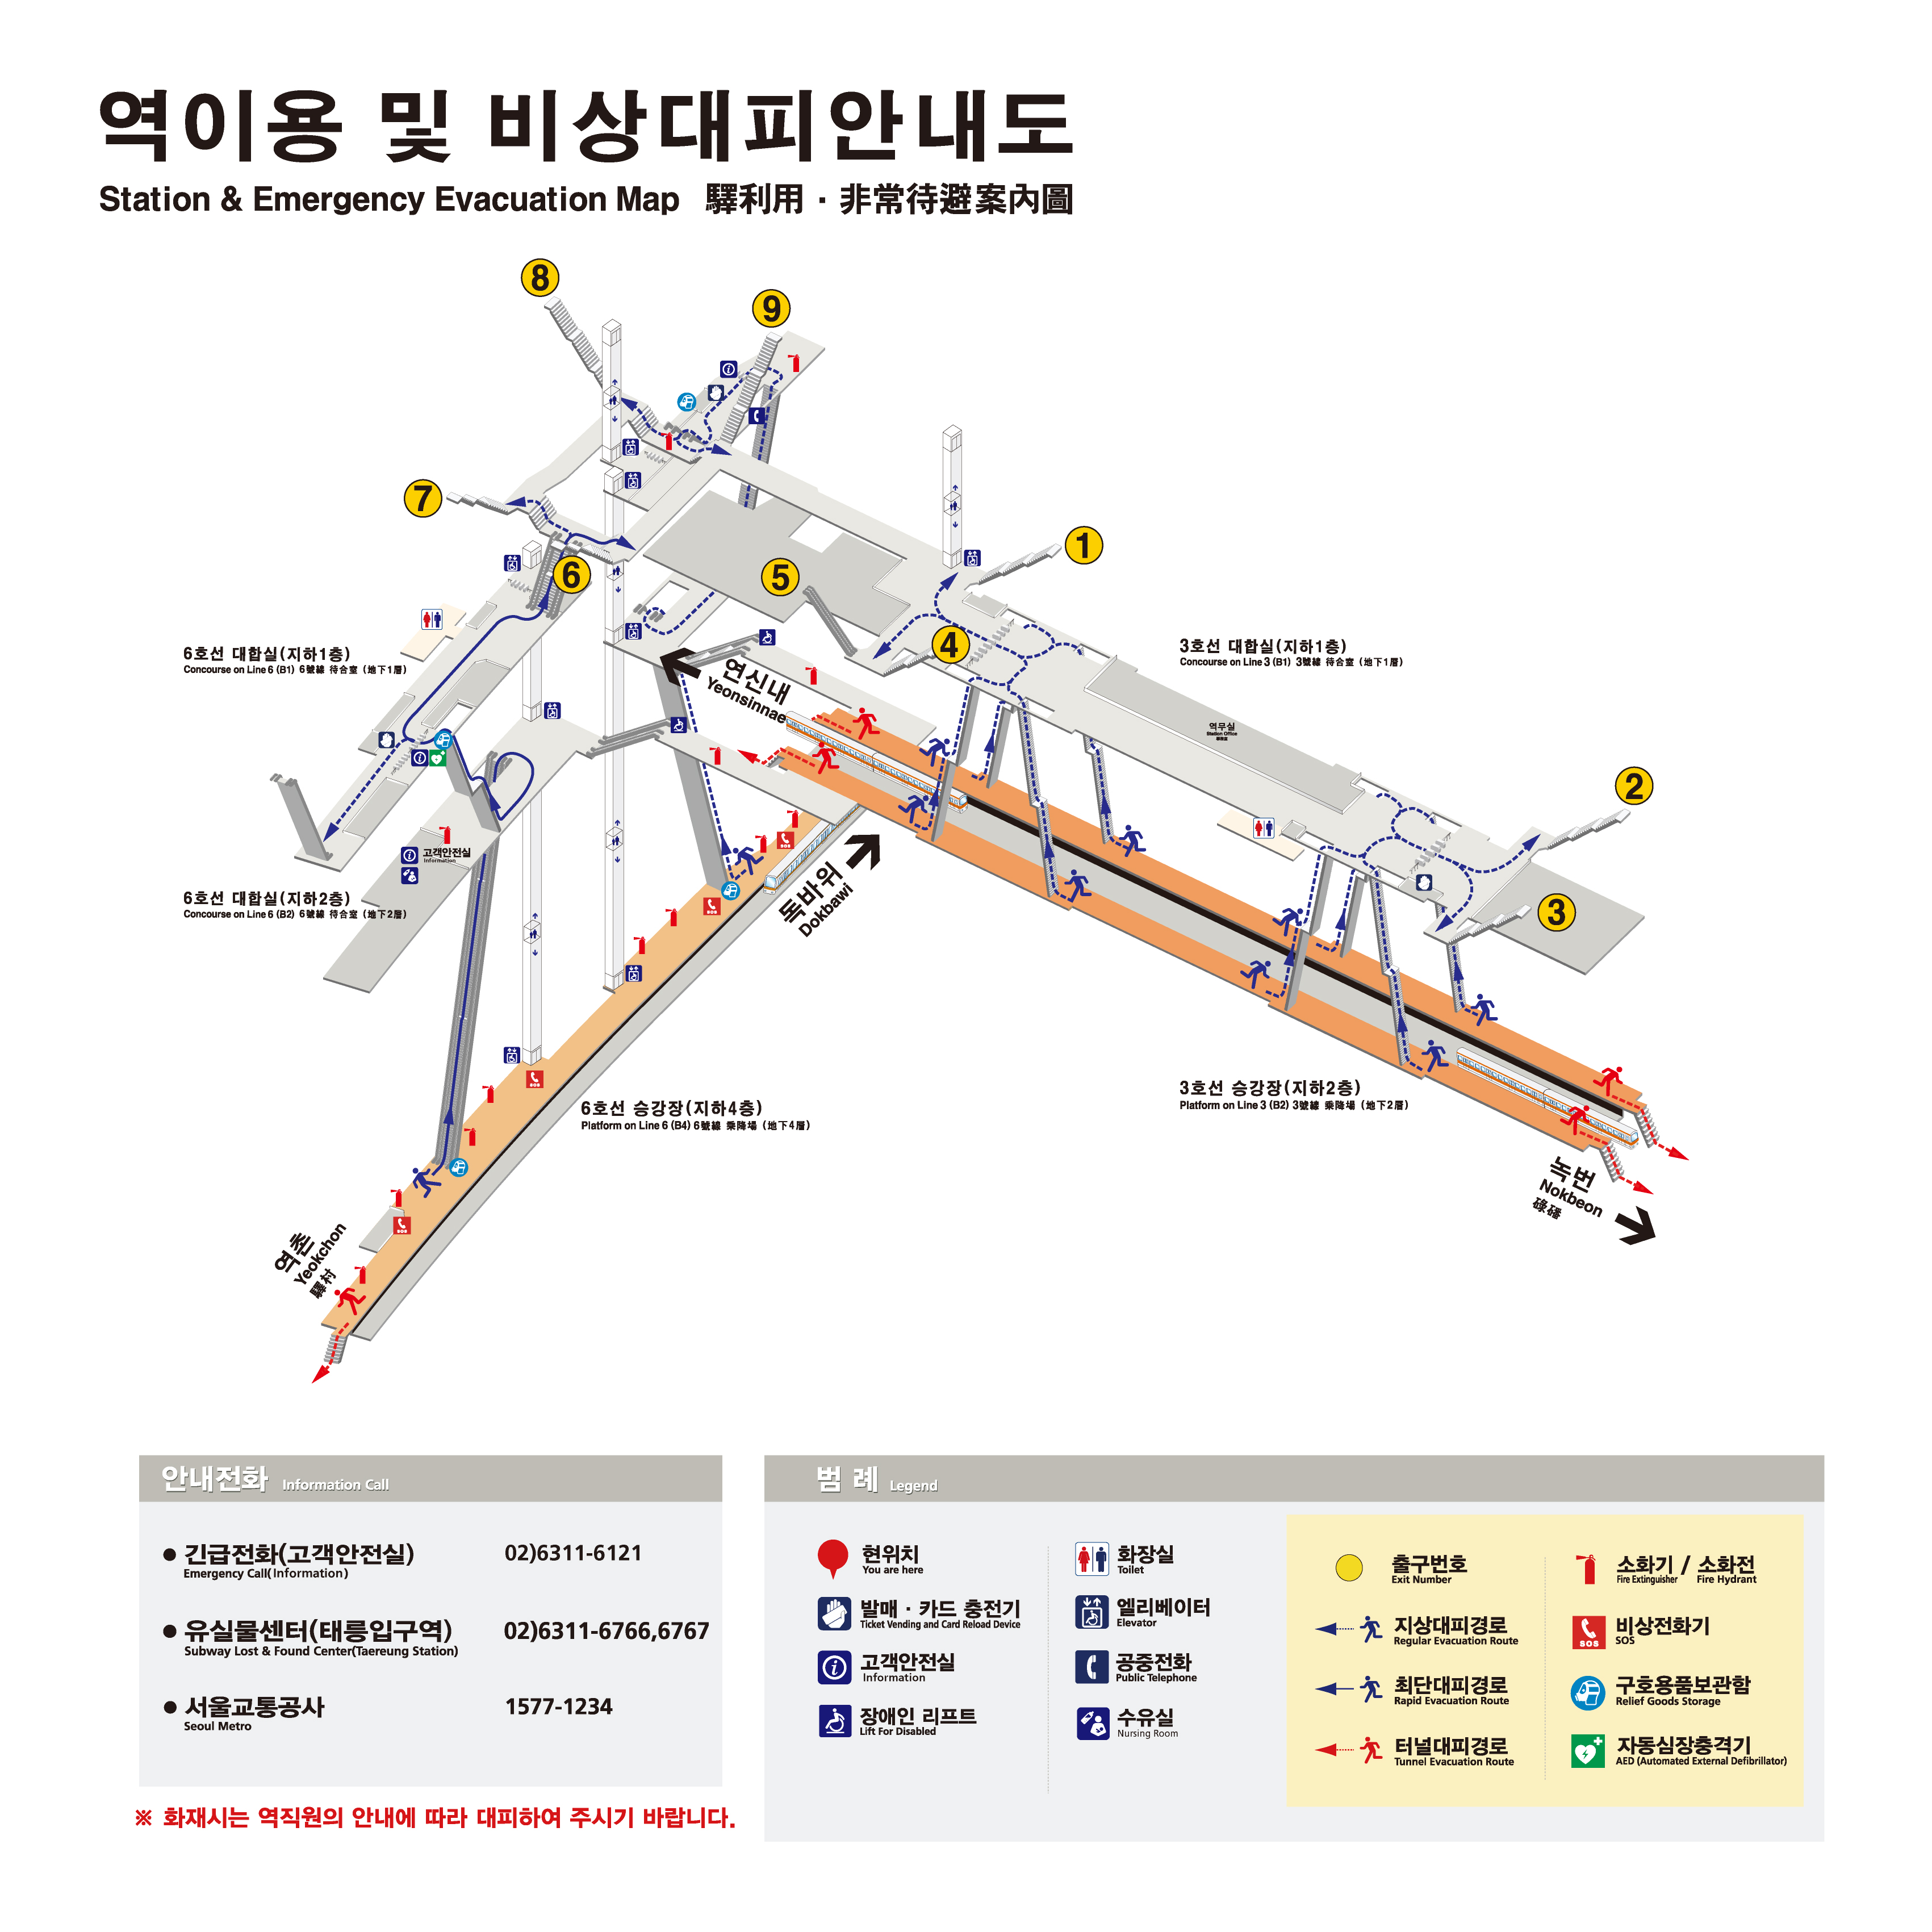 역이용 및 비상대피안내도
Station & Emergency Evacuation Map 驛利用·非常待避案內圖
8
9
7
6
5
1
4
2
3
6호선 대합실(지하1층)
Concourse on Line 6 (B1) 6號線 待合室 (地下1層)
3호선 대합실(지하1층)
Concourse on Line 3 (B1) 3號線 待合室 (地下1層)
연신내
Yeonsinnae
역무실
Station Office
고객안전실
Information
6호선 대합실(지하2층)
Concourse on Line 6 (B2) 6號線 待合室 (地下2層)
독바위
Dokbawi
SOS
SOS
SOS
SOS
6호선 승강장(지하4층)
Platform on Line 6 (B4) 6號線 乘降場 (地下4層)
3호선 승강장(지하2층)
Platform on Line 3 (B2) 3號線 乘降場 (地下2層)
녹번
Nokbeon
碌磻
역촌
Yeokchon
驛村
안내전화 Information Call
● 긴급전화(고객안전실) 02)6311-6121
Emergency Call(Information)
● 유실물센터(태릉입구역) 02)6311-6766,6767
Subway Lost & Found Center(Taereung Station)
● 서울교통공사 1577-1234
Seoul Metro
※ 화재시는 역직원의 안내에 따라 대피하여 주시기 바랍니다.
범 례 Legend
현위치
You are here
발매·카드 충전기
Ticket Vending and Card Reload Device
고객안전실
Information
장애인 리프트
Lift For Disabled
화장실
Toilet
엘리베이터
Elevator
공중전화
Public Telephone
수유실
Nursing Room
출구번호
Exit Number
지상대피경로
Regular Evacuation Route
최단대피경로
Rapid Evacuation Route
터널대피경로
Tunnel Evacuation Route
소화기 / 소화전
Fire Extinguisher Fire Hydrant
SOS
비상전화기
SOS
구호용품보관함
Relief Goods Storage
자동심장충격기
AED (Automated External Defibrillator)